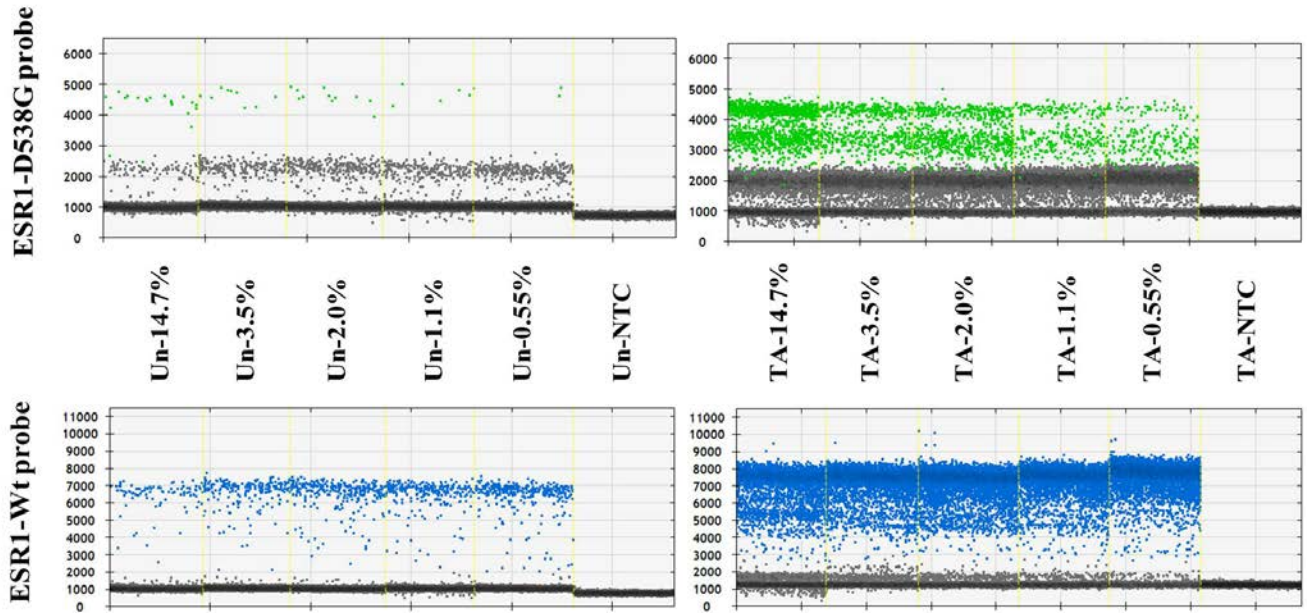 ESR1-D538G probe
6000
5000
4000
3000
2000
1000
0
6000
5000
4000
3000
2000
1000
0
Un-14.7%
Un-3.5%
Un-2.0%
Un-1.1%
Un-0.55%
Un-NTC
TA-14.7%
TA-3.5%
TA-2.0%
TA-1.1%
TA-0.55%
TA-NTC
ESR1-Wt probe
11000
10000
9000
8000
7000
6000
5000
4000
3000
2000
1000
0
11000
10000
9000
8000
7000
6000
5000
4000
3000
2000
1000
0